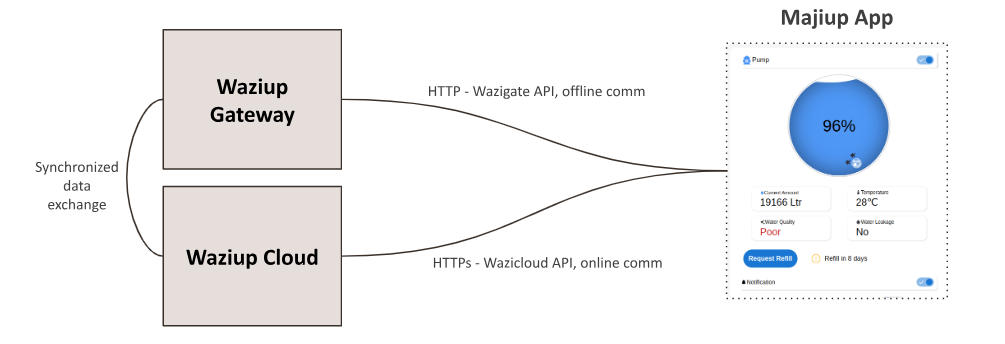 Majiup App
Waziup
Gateway
HTTP - Wazigate API, offline comm
Synchronized
data
exchange
Waziup Cloud
HTTPs - Wazicloud API, online comm
Pump
96%
Current Amount
19166 Ltr
Temperature
28°C
Water Quality
Poor
Water Leakage
No
Request Refill
Refill in 8 days
Notification